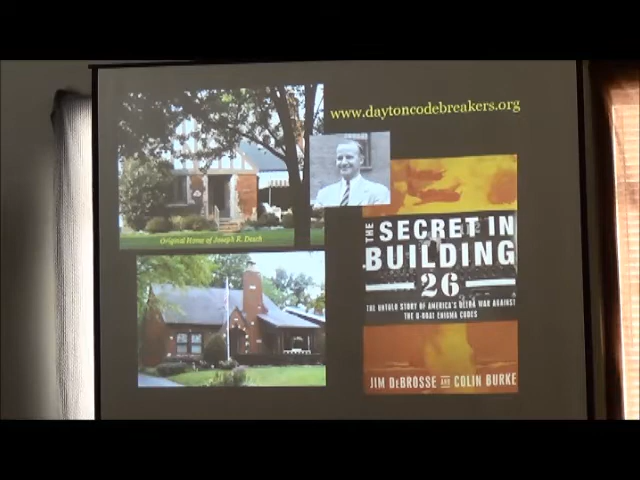 www.daytoncodebreakers.org
Original Home of Joseph R. Desch
THE
SECRET IN
BUILDING
26
THE UNTOLD STORY OF AMERICA'S ULTRA WAR AGAINST
THE U-BOAT ENIGMA CODES
JIM DeBROSSE AND COLIN BURKE